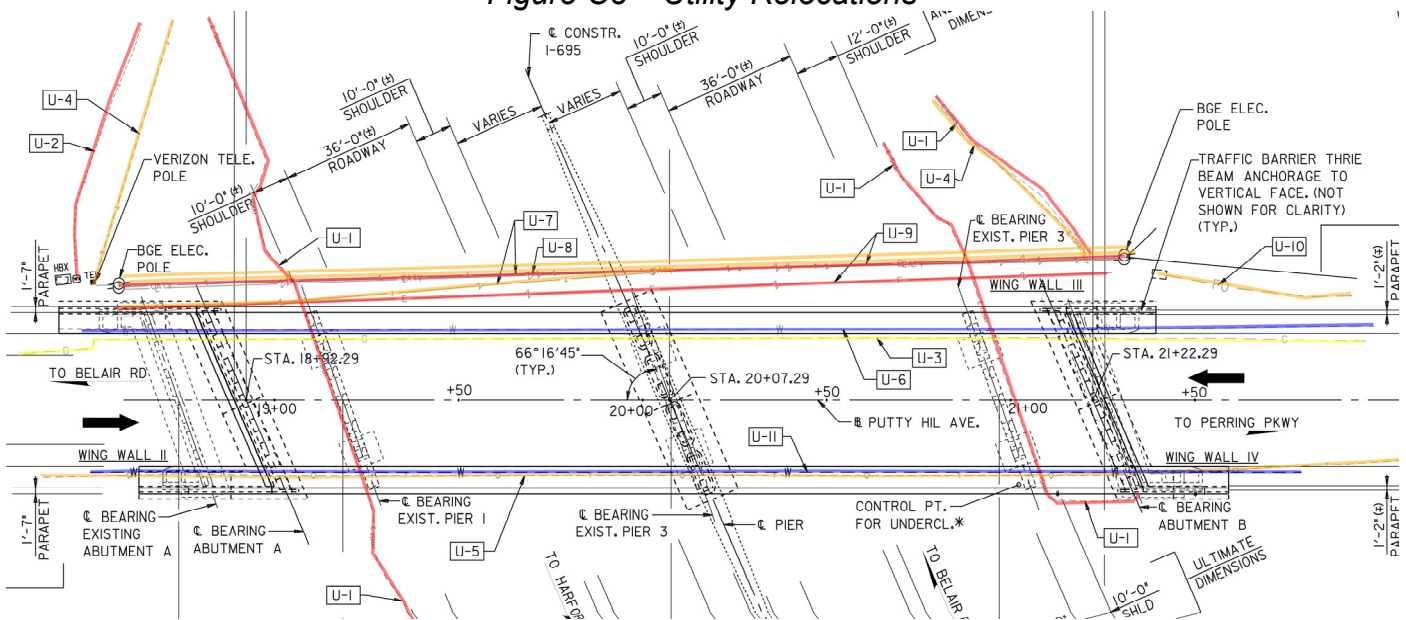 Figure C3 - Utility Relocations
℄ CONSTR.
I-695
10'-0"(±)
SHOULDER
12'-0"(±)
SHOULDER
DIMENS
36'-0"(±)
ROADWAY
VARIES
VARIES
10'-0"(±)
SHOULDER
36'-0"(±)
ROADWAY
10'-0"(±)
SHOULDER
U-4
U-2
VERIZON TELE.
POLE
BGE ELEC.
POLE
HBX
TEL
U-1
U-7
U-8
U-9
U-1
U-1
U-4
BGE ELEC.
POLE
TRAFFIC BARRIER THRIE
BEAM ANCHORAGE TO
VERTICAL FACE. (NOT
SHOWN FOR CLARITY)
(TYP.)
U-10
℄ BEARING
EXIST. PIER 3
WING WALL III
1'-7"
PARAPET
1'-2"(±)
PARAPET
TO BELAIR RD
STA. 18+92.29
66°16'45"
(TYP.)
STA. 20+07.29
U-3
U-6
STA. 21+22.29
19+00
+50
20+00
+50
21+00
+50
℄ PUTTY HIL AVE.
TO PERRING PKWY
WING WALL II
U-11
WING WALL IV
1'-7"
PARAPET
℄ BEARING
EXISTING
ABUTMENT A
℄ BEARING
ABUTMENT A
℄ BEARING
EXIST. PIER 1
U-5
℄ BEARING
EXIST. PIER 3
℄ PIER
CONTROL PT.
FOR UNDERCL.*
℄ BEARING
ABUTMENT B
U-1
1'-2"(±)
PARAPET
U-1
TO HARFOR
TO BELAIR
10'-0"
SHLD
ULTIMATE
DIMENSIONS